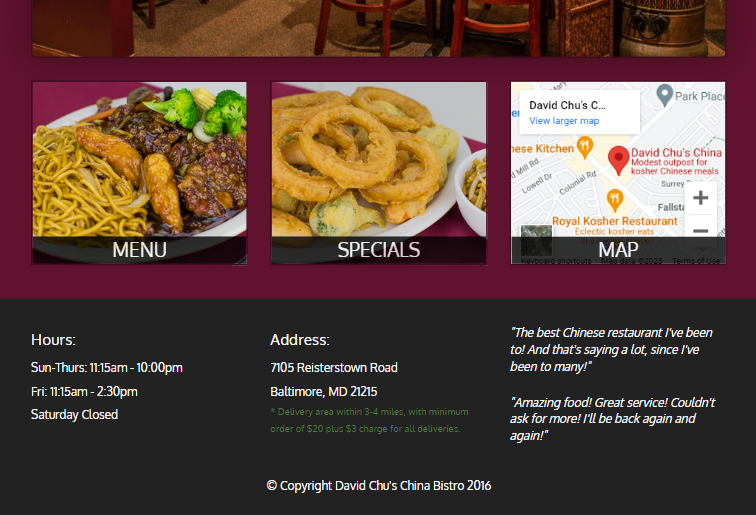 MENU
SPECIALS
David Chu's C...
View larger map
Park Place
nese Kitchen
David Chu's China
Modest outpost for
kosher Chinese meals
Mill Rd
Lowell Dr
Colonial Rd
Surrey
Fallsta
Royal Kosher Restaurant
Eclectic kosher eats
MAP
Keyboard shortcuts
Map data ©2023
Terms of Use
Hours:
Sun-Thurs: 11:15am - 10:00pm
Fri: 11:15am - 2:30pm
Saturday Closed
Address:
7105 Reisterstown Road
Baltimore, MD 21215
* Delivery area within 3-4 miles, with minimum
order of $20 plus $3 charge for all deliveries.
"The best Chinese restaurant I've been
to! And that's saying a lot, since I've
been to many!"
"Amazing food! Great service! Couldn't
ask for more! I'll be back again and
again!"
© Copyright David Chu's China Bistro 2016